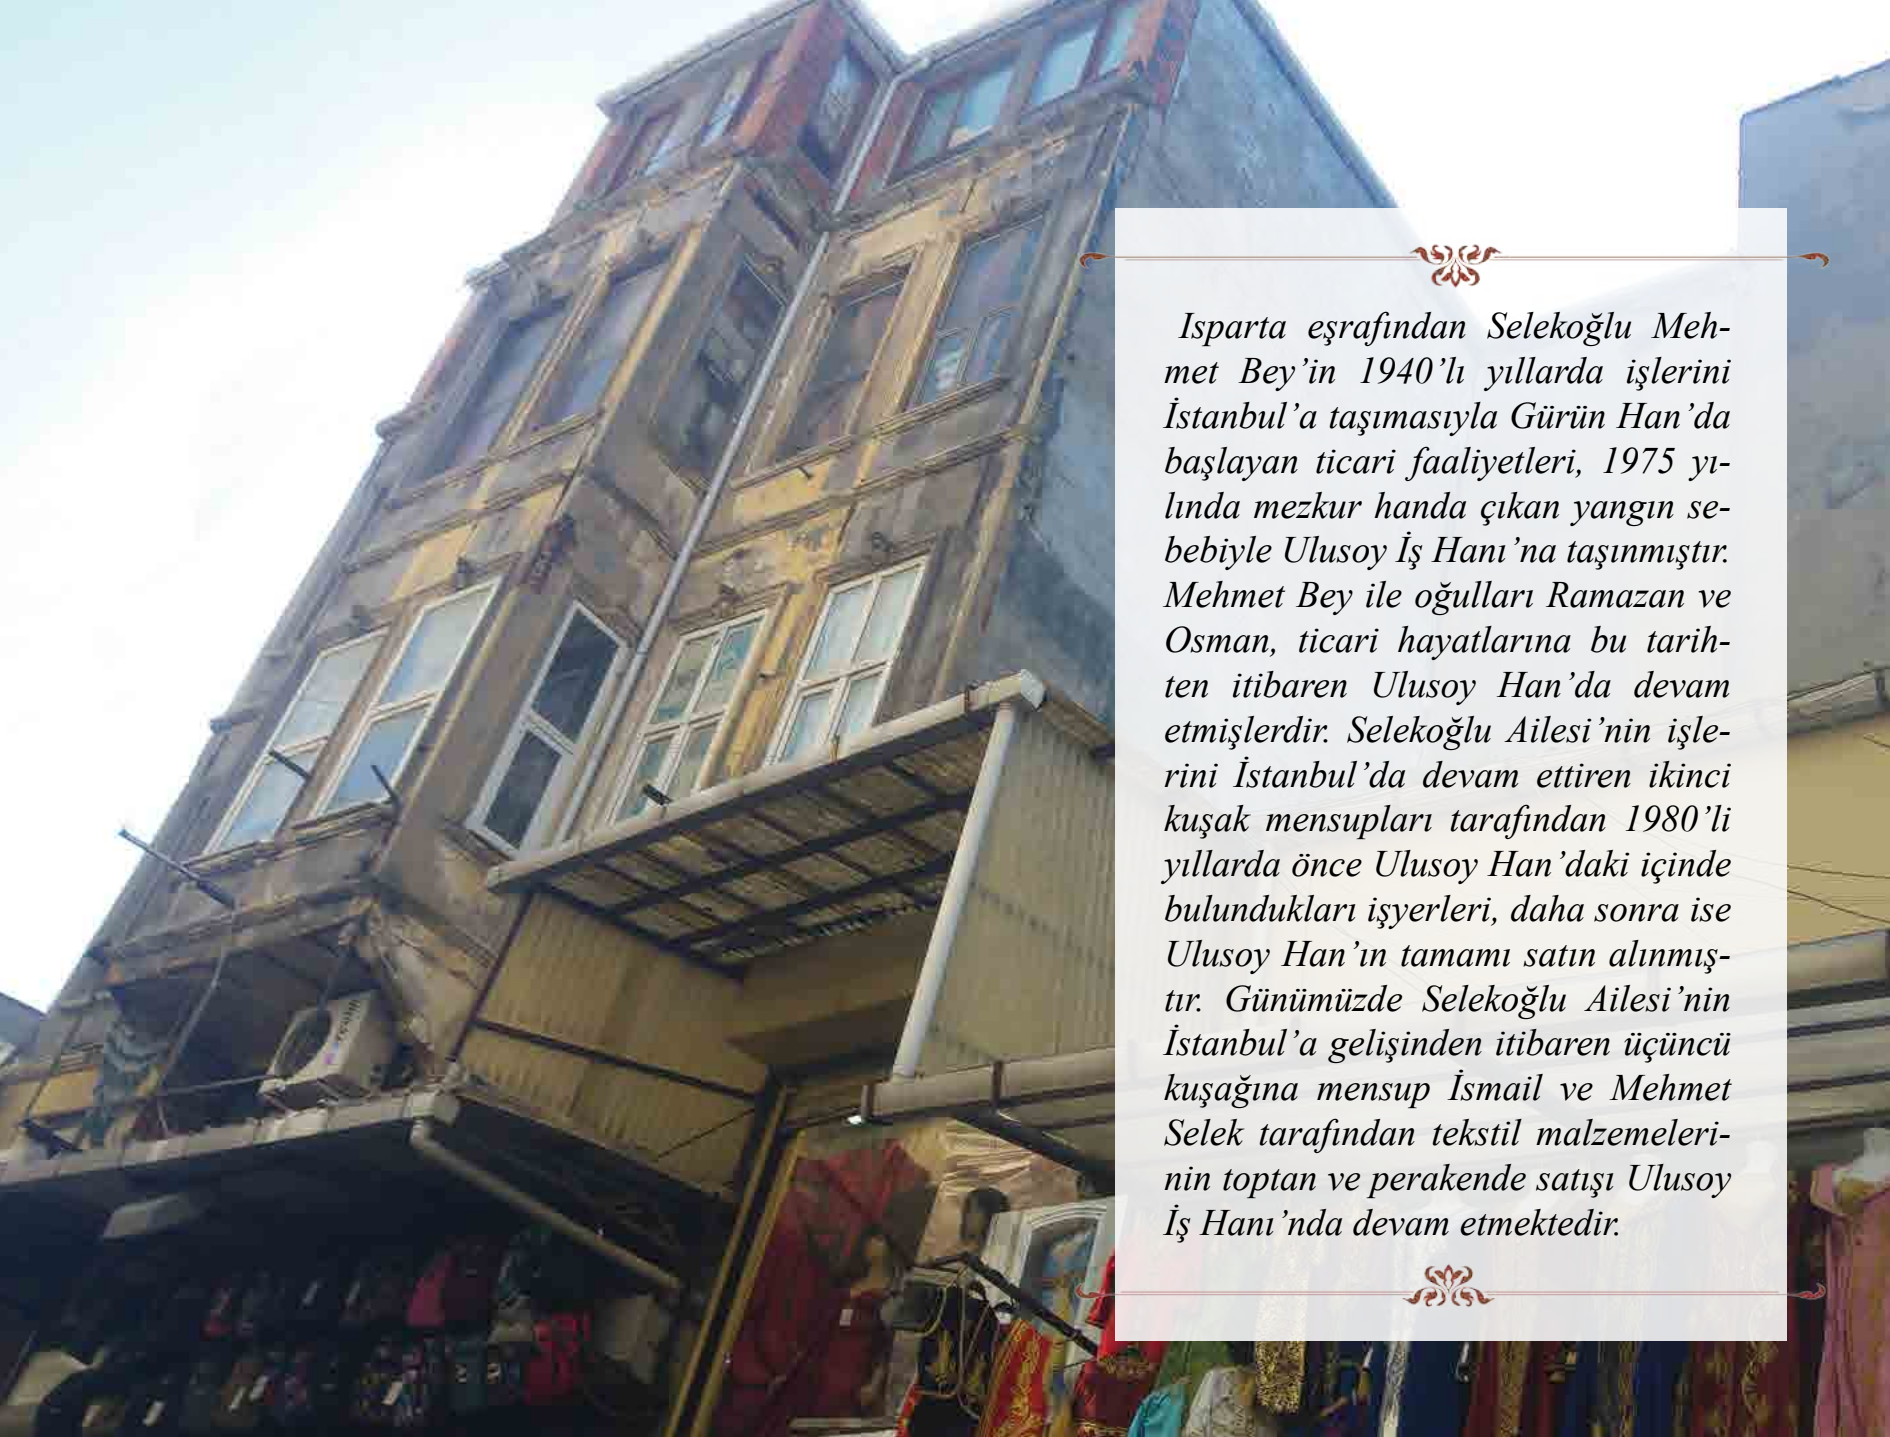 Isparta eşrafından Selekoğlu Meh-
met Bey’in 1940’lı yıllarda işlerini
İstanbul’a taşımasıyla Gürün Han’da
başlayan ticari faaliyetleri, 1975 yı-
lında mezkur handa çıkan yangın se-
bebiyle Ulusoy İş Hanı’na taşınmıştır.
Mehmet Bey ile oğulları Ramazan ve
Osman, ticari hayatlarına bu tarih-
ten itibaren Ulusoy Han’da devam
etmişlerdir. Selekoğlu Ailesi’nin işle-
rini İstanbul’da devam ettiren ikinci
kuşak mensupları tarafından 1980’li
yıllarda önce Ulusoy Han’daki içinde
bulundukları işyerleri, daha sonra ise
Ulusoy Han’ın tamamı satın alınmış-
tır. Günümüzde Selekoğlu Ailesi’nin
İstanbul’a gelişinden itibaren üçüncü
kuşağına mensup İsmail ve Mehmet
Selek tarafından tekstil malzemeleri-
nin toptan ve perakende satışı Ulusoy
İş Hanı’nda devam etmektedir.